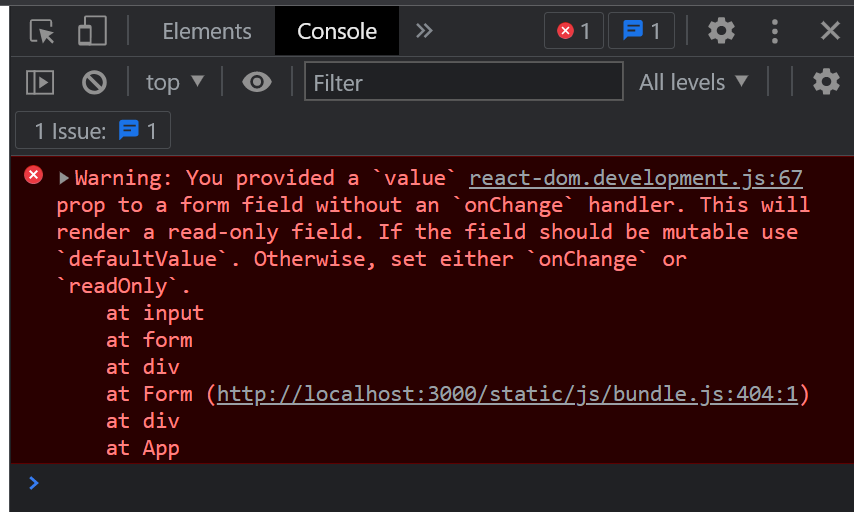 Elements Console 1 1
top Filter All levels
1 Issue: 1
Warning: You provided a `value` react-dom.development.js:67
prop to a form field without an `onChange` handler. This will
render a read-only field. If the field should be mutable use
`defaultValue`. Otherwise, set either `onChange` or
`readOnly`.
at input
at form
at div
at Form (http://localhost:3000/static/js/bundle.js:404:1)
at div
at App